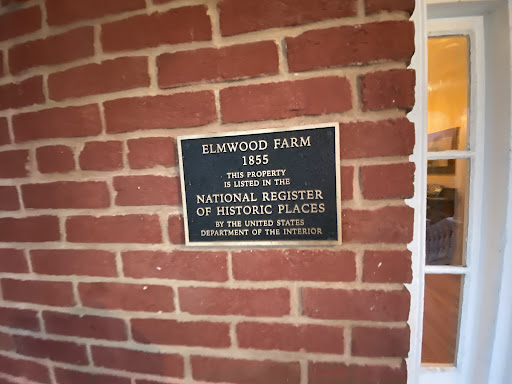 ELMWOOD FARM
1855
THIS PROPERTY
IS LISTED IN THE
NATIONAL REGISTER
OF HISTORIC PLACES
BY THE UNITED STATES
DEPARTMENT OF THE INTERIOR